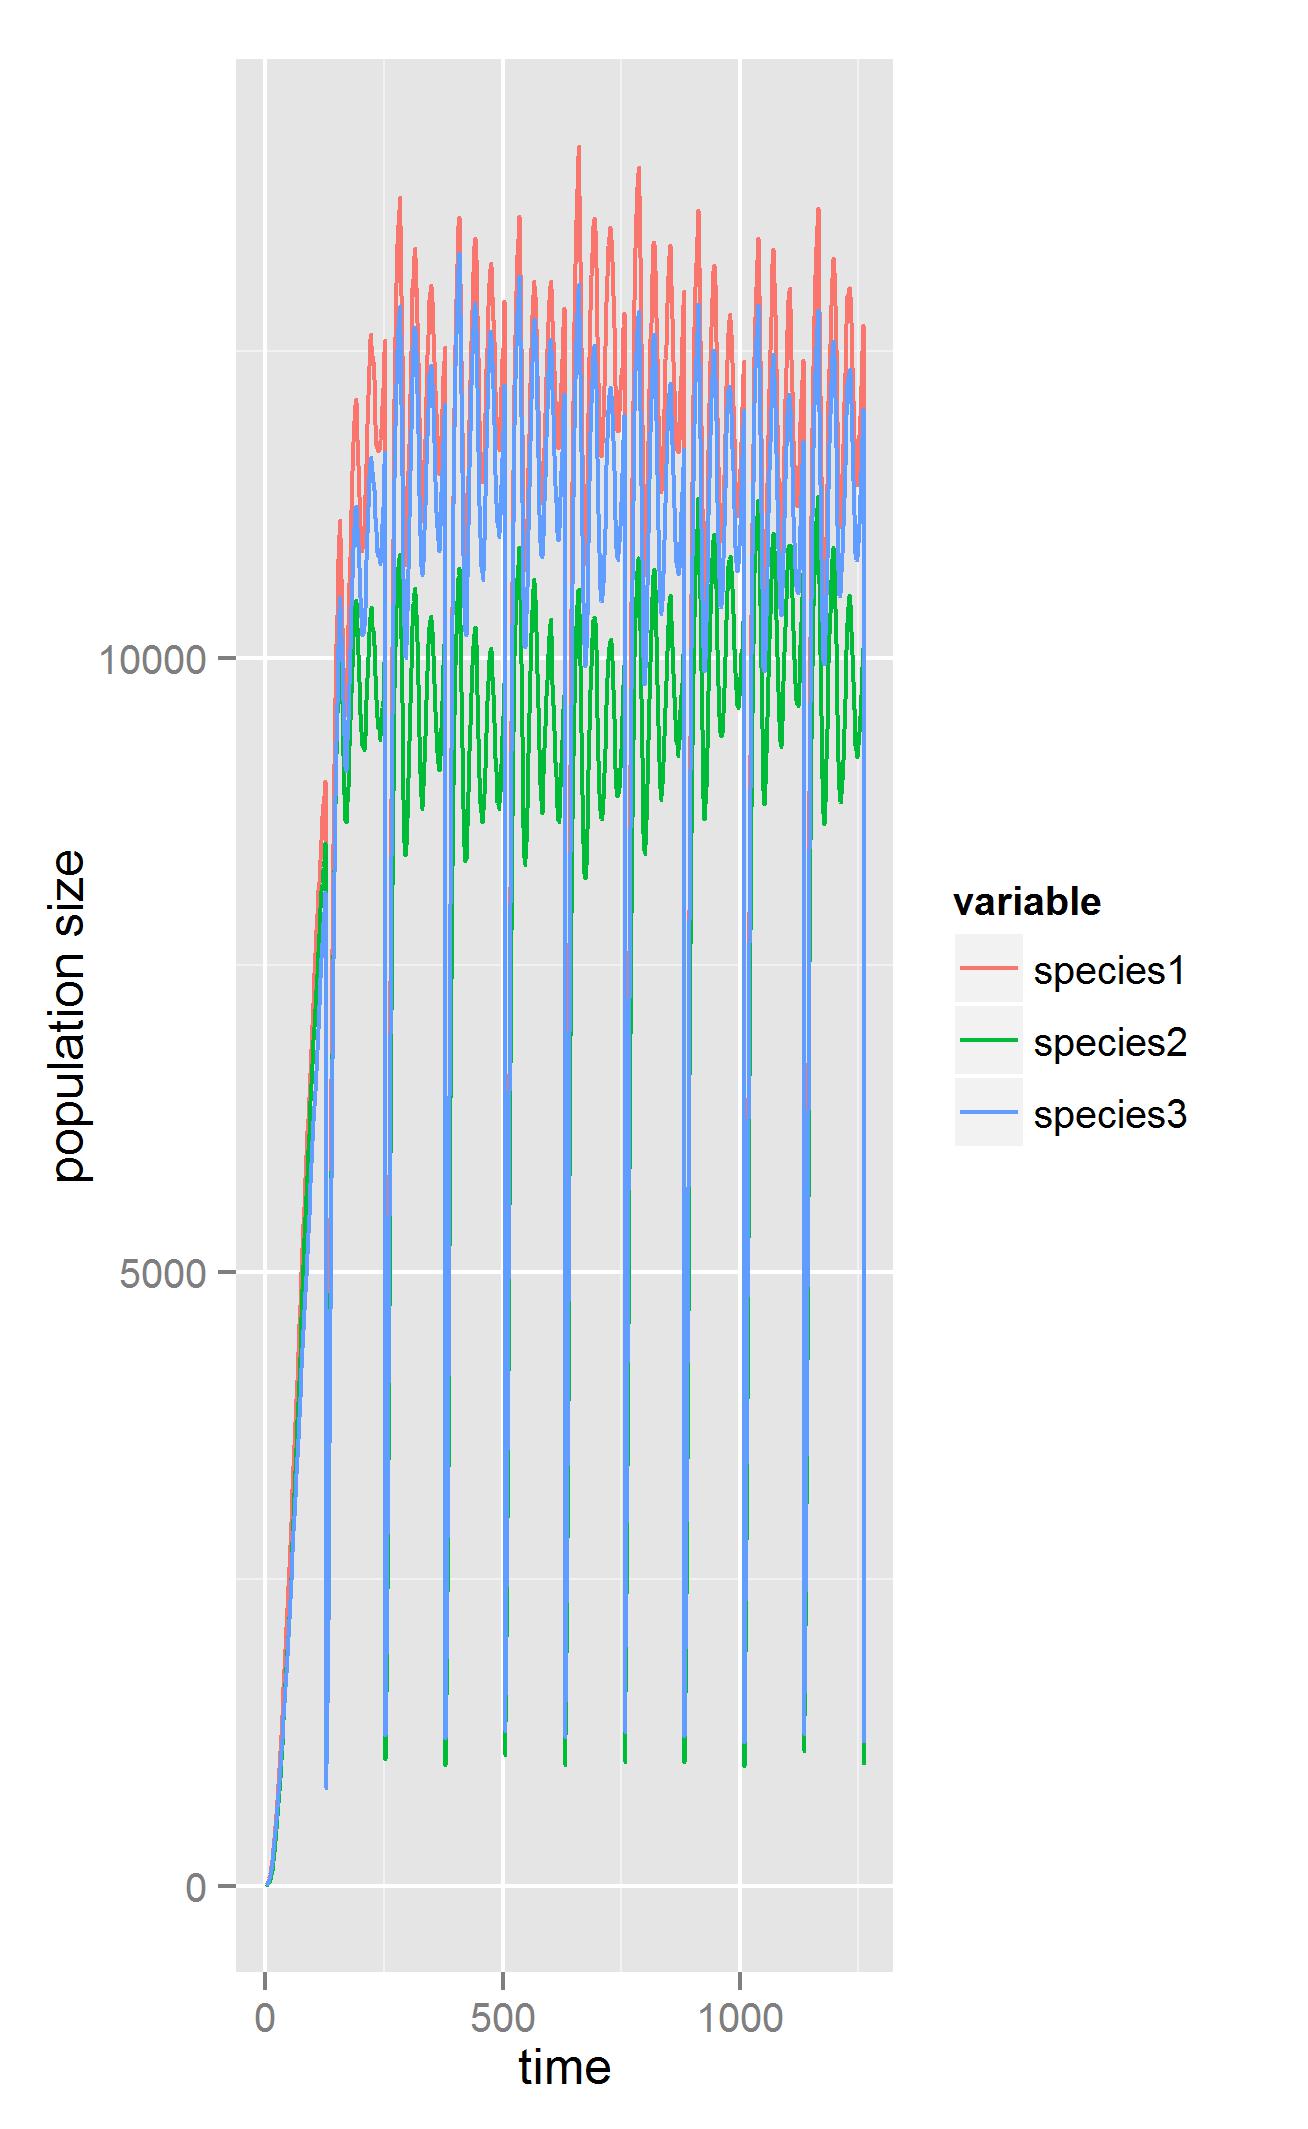 population size
10000
5000
0
0 500 1000
time
variable
species1
species2
species3